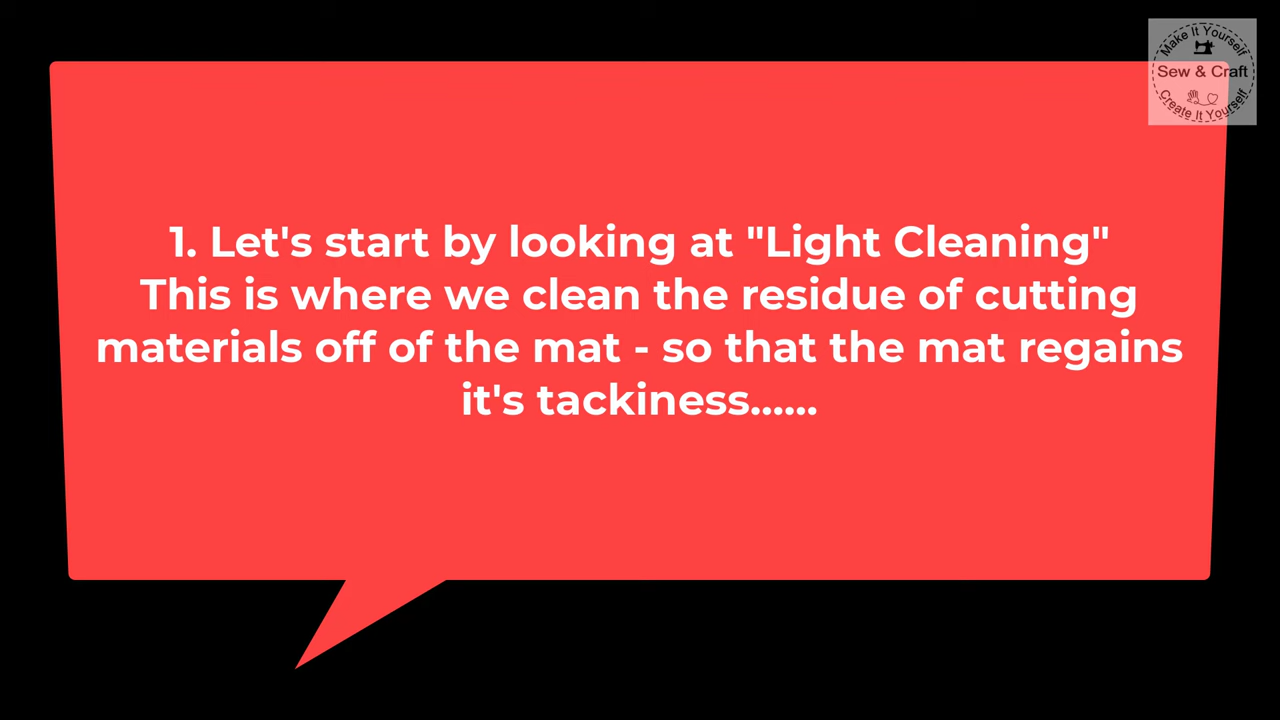 Make It Yourself
Sew & Craft
Create It Yourself
1. Let's start by looking at "Light Cleaning"
This is where we clean the residue of cutting
materials off of the mat - so that the mat regains
it's tackiness......